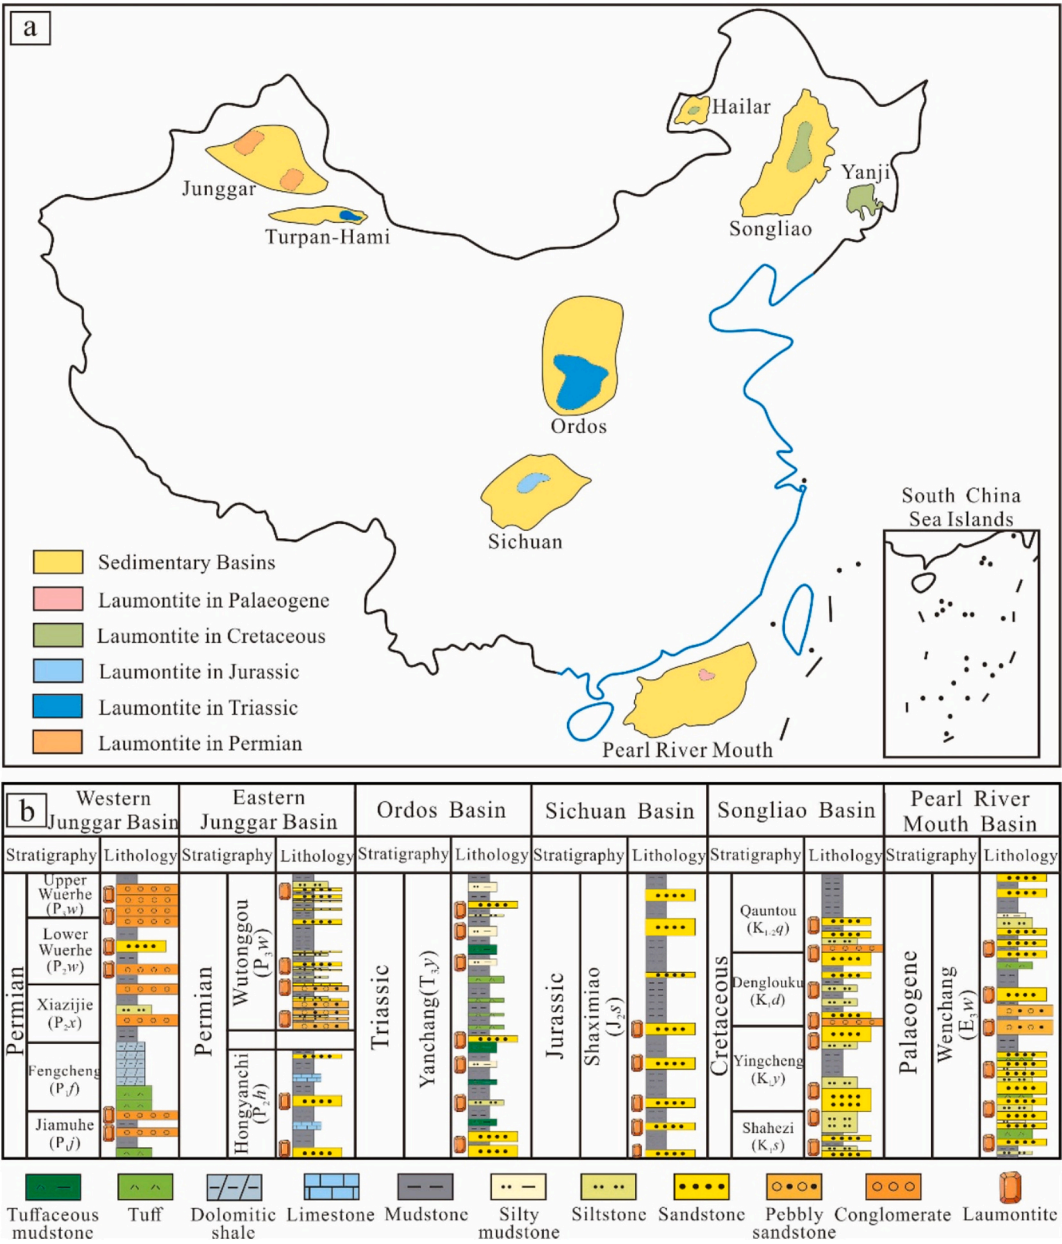 a
Hailar
Yanji
Junggar
Songliao
Turpan-Hami
Ordos
Sichuan
South China
Sea Islands
Sedimentary Basins
Laumontite in Palaeogene
Laumontite in Cretaceous
Laumontite in Jurassic
Laumontite in Triassic
Laumontite in Permian
Pearl River Mouth
b
Western
Junggar Basin
Eastern
Junggar Basin
Ordos Basin
Sichuan Basin
Songliao Basin
Pearl River
Mouth Basin
Stratigraphy Lithology Stratigraphy Lithology Stratigraphy Lithology Stratigraphy Lithology Stratigraphy Lithology Stratigraphy Lithology
Permian
Upper
Wuerhe
(P₃w)
Lower
Wuerhe
(P₂w)
Xiazijie
(P₂x)
Fengcheng
(P₁f)
Jiamuhe
(P₁j)
Permian
Wutonggou
(P₃w)
Hongyanchi
(P₂h)
Triassic
Yanchang(T₃y)
Jurassic
Shaximiao
(J₂s)
Cretaceous
Qauntou
(K₁₋₂q)
Denglouku
(K₁d)
Yingcheng
(K₁y)
Shahezi
(K₁s)
Palaeogene
Wenchang
(E₃w)
Tuffaceous
mudstone
Tuff
Dolomitic
shale
Limestone
Mudstone
Silty
mudstone
Siltstone
Sandstone
Pebbly
sandstone
Conglomerate
Laumontite